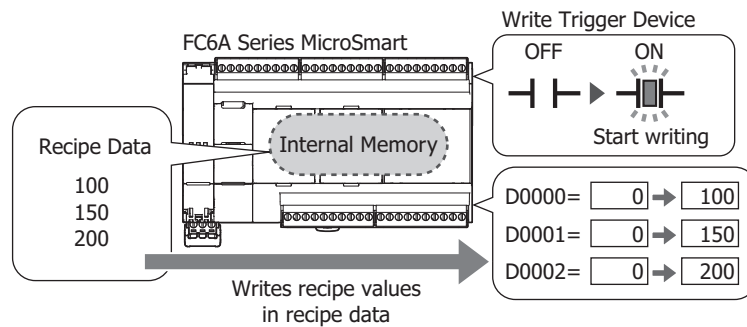 Write Trigger Device
FC6A Series MicroSmart
OFF ON
Start writing
Recipe Data
100
150
200
Internal Memory
D0000= 0 100
D0001= 0 150
D0002= 0 200
Writes recipe values
in recipe data